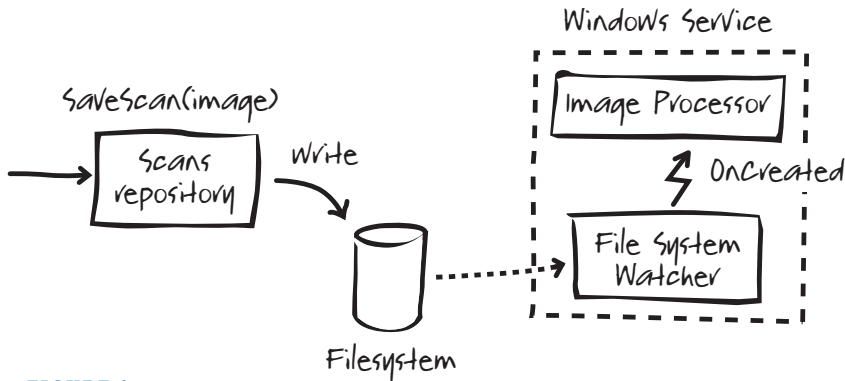 Windows Service
SaveScan(image)
Image Processor
Scans
repository
Write
OnCreated
File System
Watcher
Filesystem